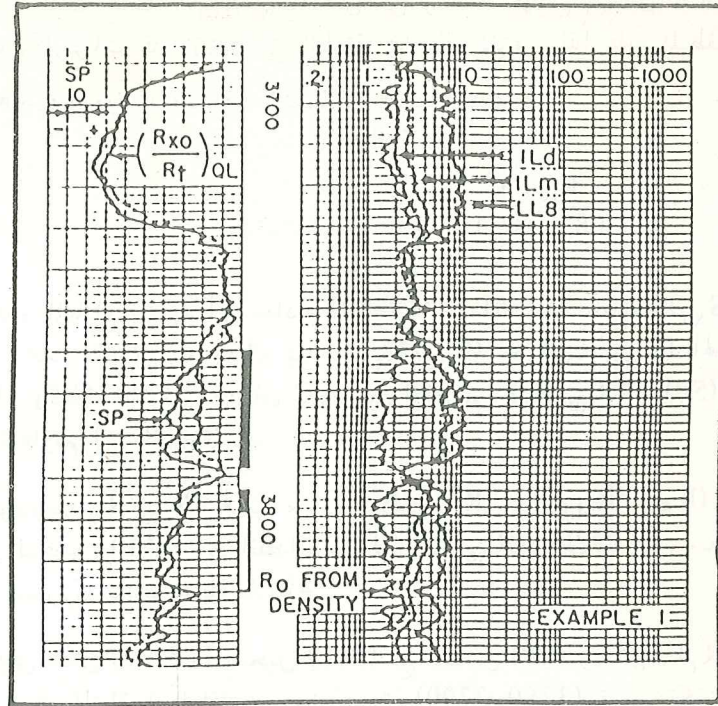 SP
10
- +
(Rxo/Rt)QL
SP
3700
3800
.2 1 10 100 1000
ILd
ILm
LL8
Ro FROM
DENSITY
EXAMPLE 1